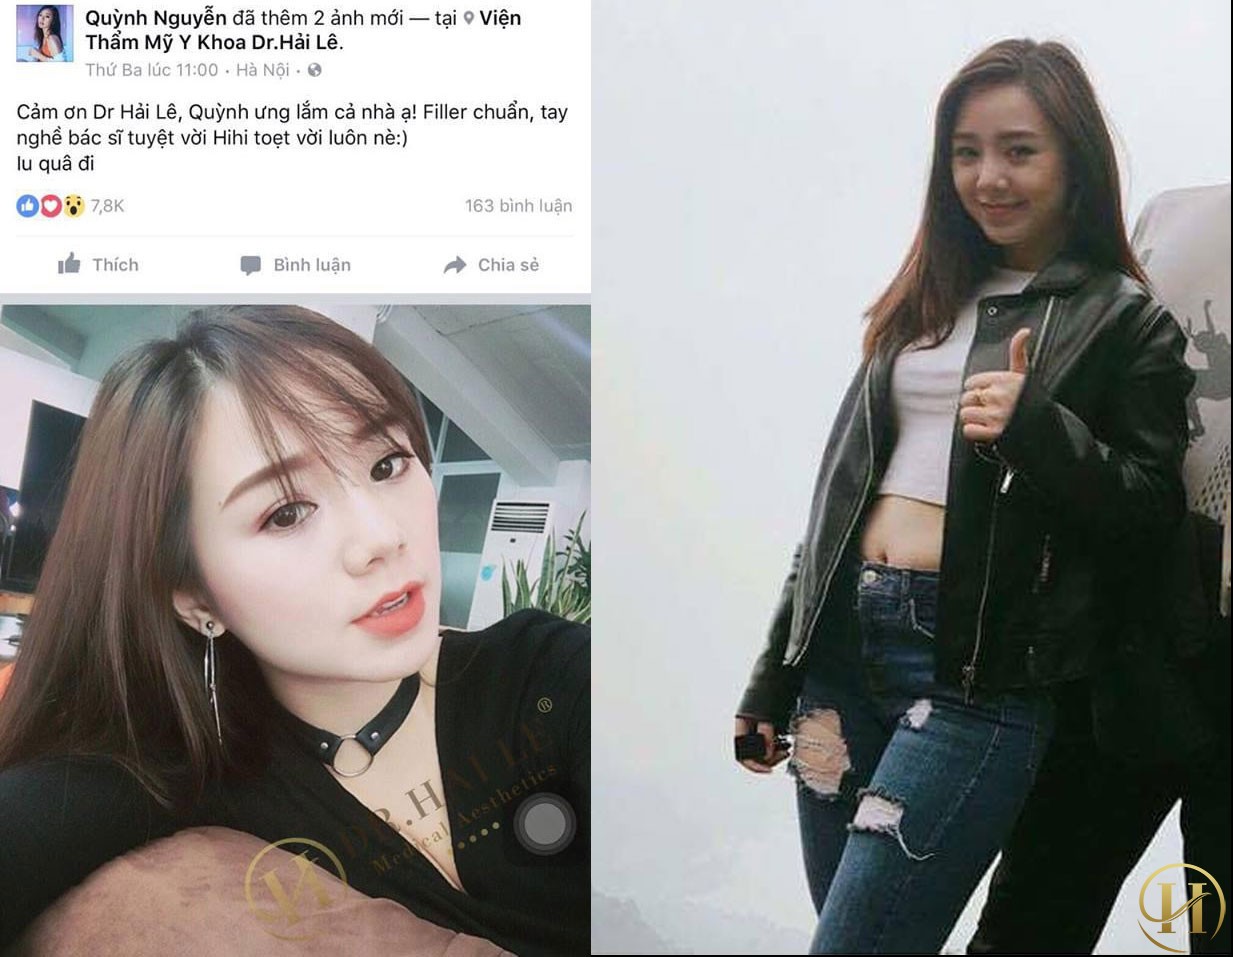 Quỳnh Nguyễn đã thêm 2 ảnh mới — tại Viện
Thẩm Mỹ Y Khoa Dr.Hải Lê.
Thứ Ba lúc 11:00 · Hà Nội ·
Cảm ơn Dr Hải Lê, Quỳnh ưng lắm cả nhà ạ! Filler chuẩn, tay
nghề bác sĩ tuyệt vời Hihi toẹt vời luôn nè:)
Iu quâ đi
7,8K
163 bình luận
Thích
Bình luận
Chia sẻ
DR.HAI LE®
Medical Aesthetics
H
H